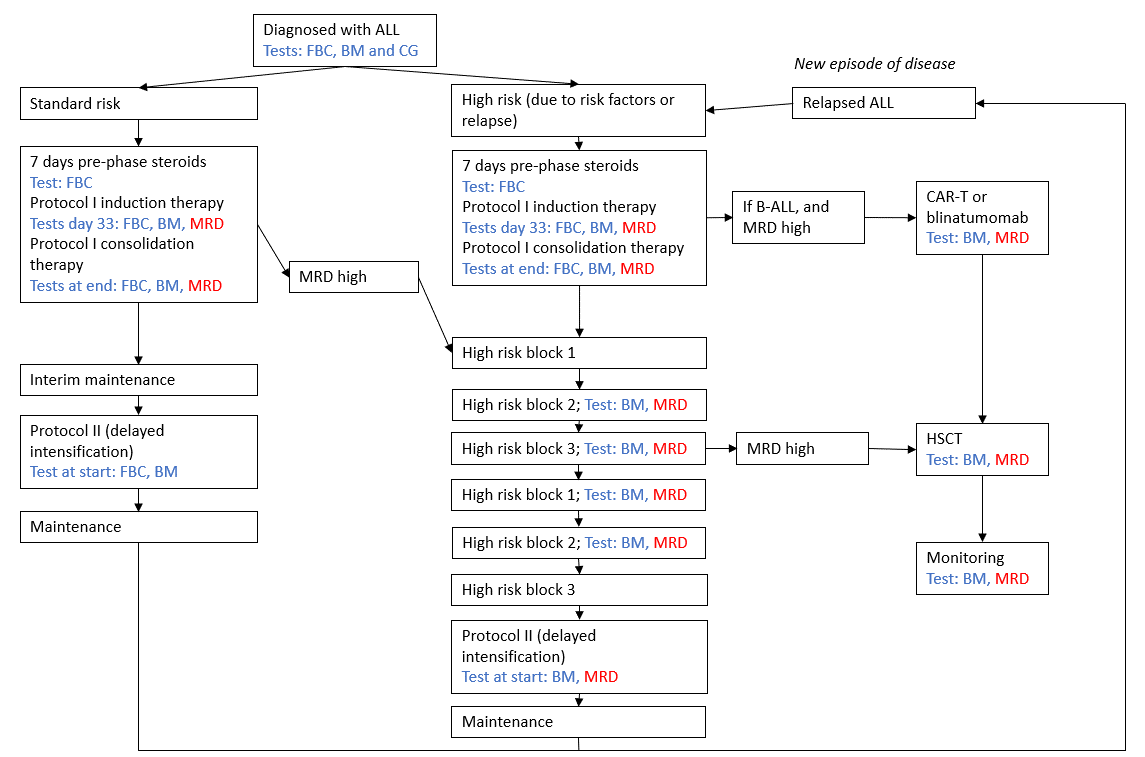 Diagnosed with ALL
Tests: FBC, BM and CG
New episode of disease
Standard risk
High risk (due to risk factors or
relapse)
Relapsed ALL
7 days pre-phase steroids
Test: FBC
Protocol I induction therapy
Tests day 33: FBC, BM, MRD
Protocol I consolidation
therapy
Tests at end: FBC, BM, MRD
MRD high
7 days pre-phase steroids
Test: FBC
Protocol I induction therapy
Tests day 33: FBC, BM, MRD
Protocol I consolidation therapy
Tests at end: FBC, BM, MRD
If B-ALL, and
MRD high
CAR-T or
blinatumomab
Test: BM, MRD
Interim maintenance
Protocol II (delayed
intensification)
Test at start: FBC, BM
Maintenance
High risk block 1
High risk block 2; Test: BM, MRD
High risk block 3; Test: BM, MRD
MRD high
HSCT
Test: BM, MRD
High risk block 1; Test: BM, MRD
High risk block 2; Test: BM, MRD
Monitoring
Test: BM, MRD
High risk block 3
Protocol II (delayed
intensification)
Test at start: BM, MRD
Maintenance